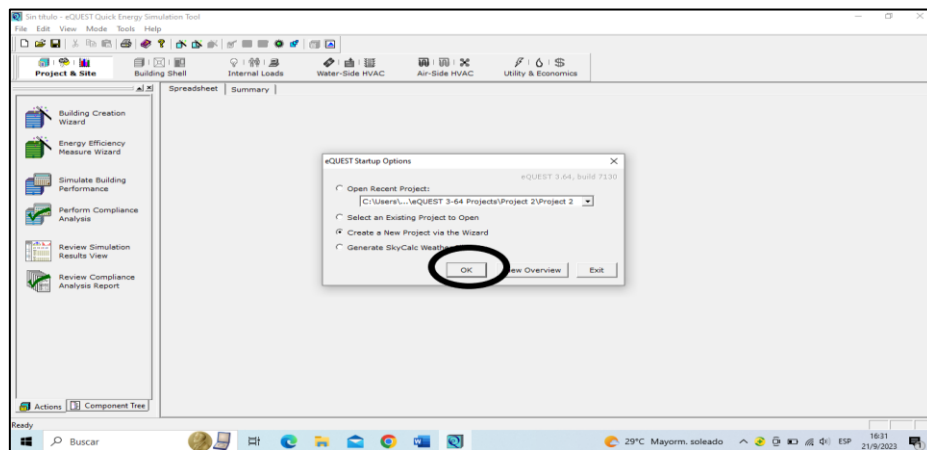 Sin título - eQUEST Quick Energy Simulation Tool
File Edit View Mode Tools Help
Project & Site Building Shell Internal Loads Water-Side HVAC Air-Side HVAC Utility & Economics
Spreadsheet Summary
Building Creation
Wizard
Energy Efficiency
Measure Wizard
Simulate Building
Performance
Perform Compliance
Analysis
Review Simulation
Results View
Review Compliance
Analysis Report
eQUEST Startup Options
eQUEST 3.64, build 7130
Open Recent Project:
C:\Users\...\eQUEST 3-64 Projects\Project 2\Project 2
Select an Existing Project to Open
Create a New Project via the Wizard
Generate SkyCalc
OK Overview Exit
Actions Component Tree
Ready
Buscar
29°C Mayorm. soleado ESP
16:31
21/9/2023